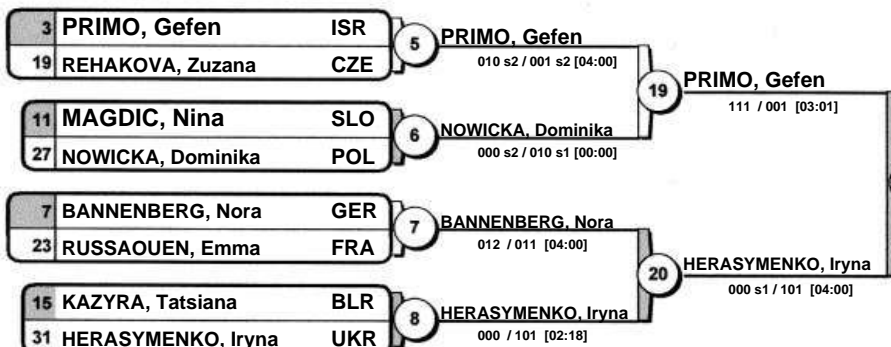 3 PRIMO, Gefen ISR
19 REHAKOVA, Zuzana CZE
5
PRIMO, Gefen
010 s2 / 001 s2 [04:00]
11 MAGDIC, Nina SLO
27 NOWICKA, Dominika POL
6
NOWICKA, Dominika
000 s2 / 010 s1 [00:00]
19
PRIMO, Gefen
111 / 001 [03:01]
7 BANNENBERG, Nora GER
23 RUSSAOUEN, Emma FRA
7
BANNENBERG, Nora
012 / 011 [04:00]
15 KAZYRA, Tatsiana BLR
31 HERASYMENKO, Iryna UKR
8
HERASYMENKO, Iryna
000 / 101 [02:18]
20
HERASYMENKO, Iryna
000 s1 / 101 [04:00]